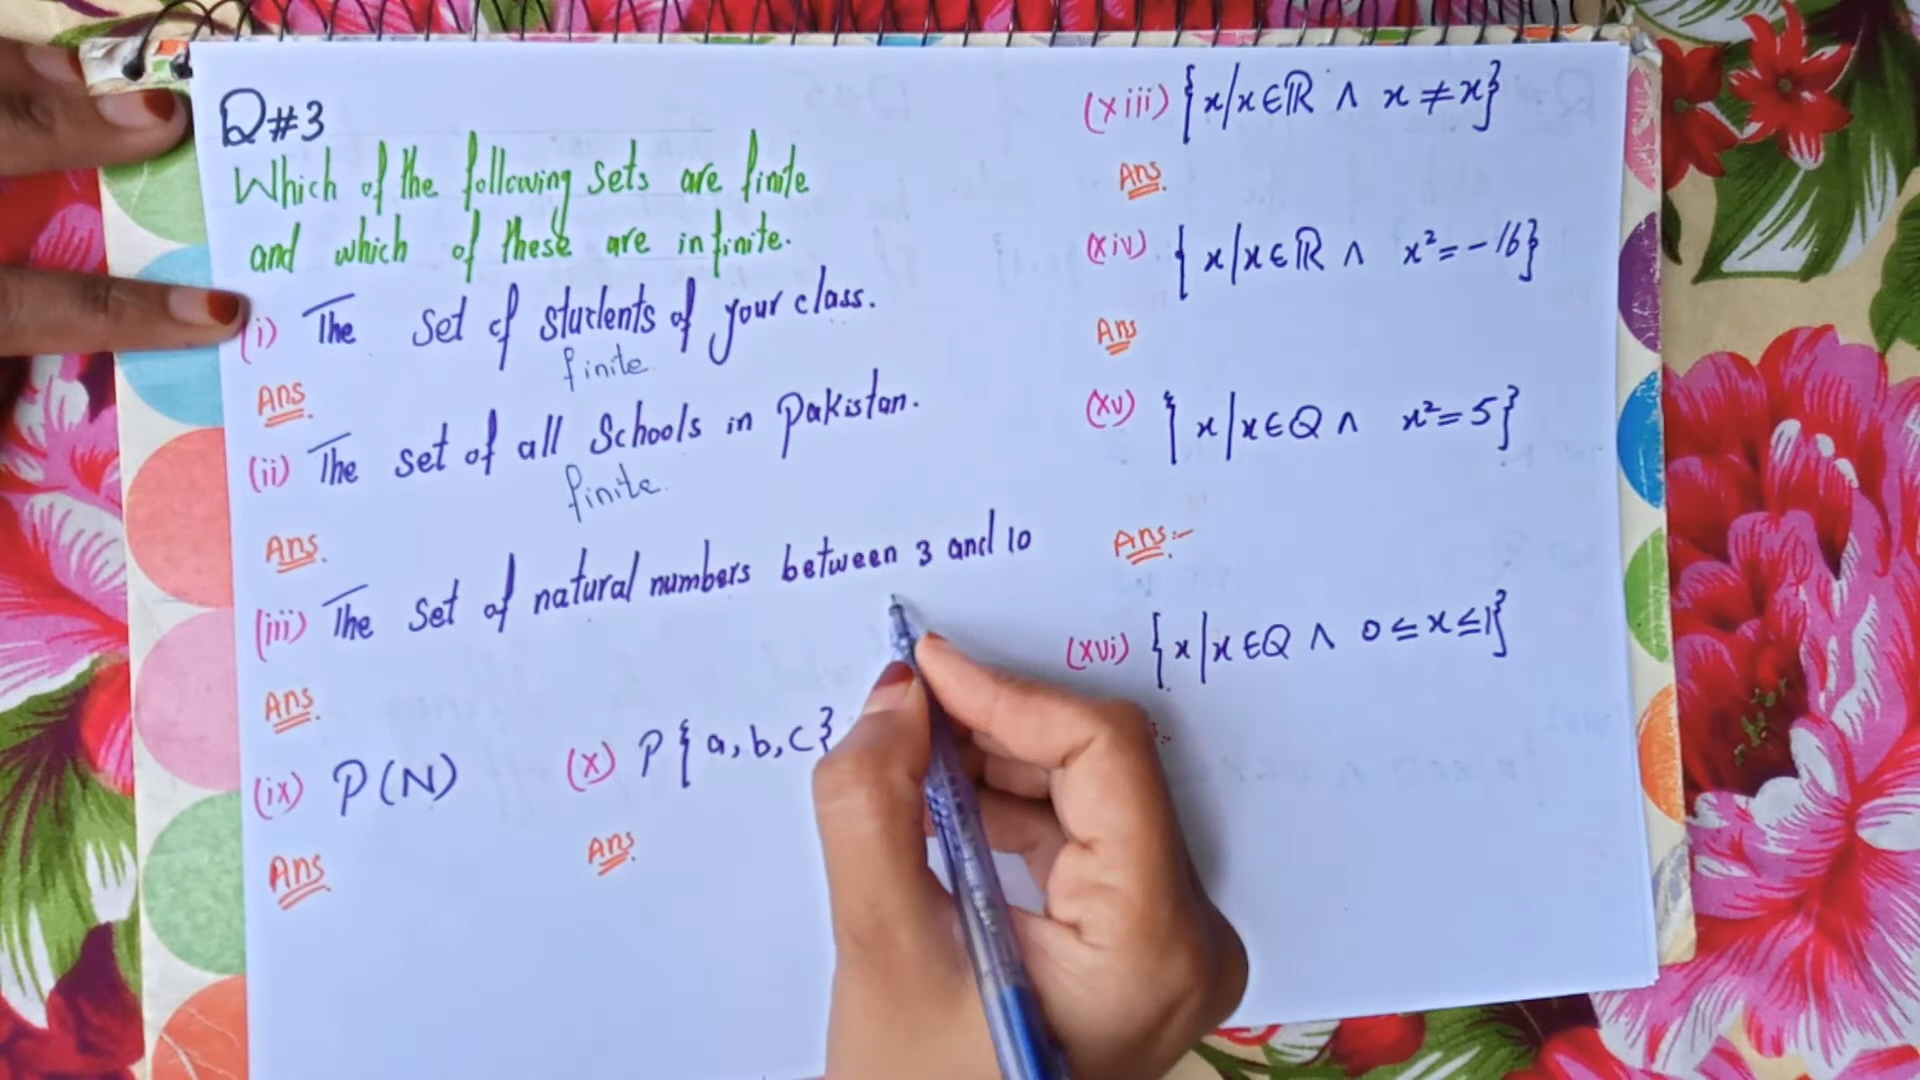 Q#3
Which of the following sets are finite
and which of these are infinite.
(i) The set of students of your class.
finite
Ans.
(ii) The set of all Schools in Pakistan.
finite.
Ans.
(iii) The set of natural numbers between 3 and 10
Ans.
(ix) P(N) (x) P{a,b,c}
Ans Ans.
(xiii) {x/x∈ℝ ∧ x≠x}
Ans.
(xiv) {x/x∈ℝ ∧ x²=-16}
Ans
(xv) {x/x∈Q ∧ x²=5}
Ans:-
(xvi) {x/x∈Q ∧ 0≤x≤1}